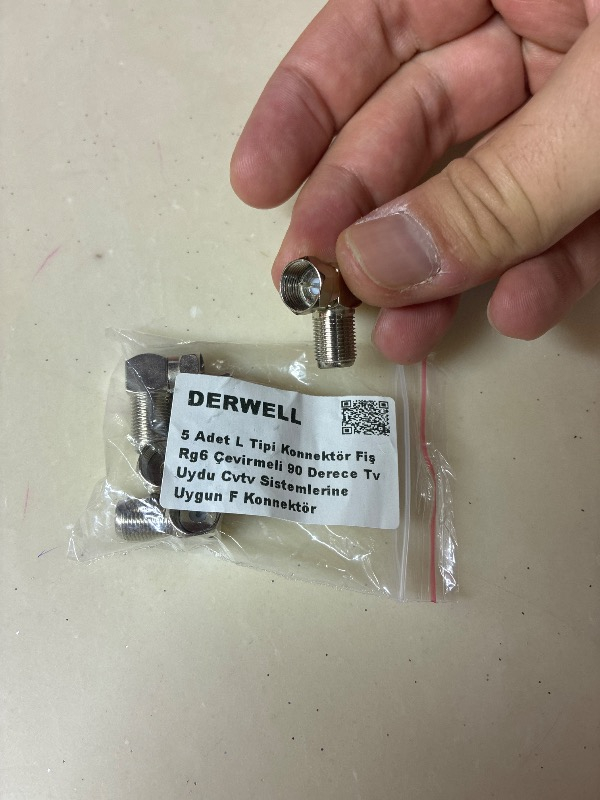 DERWELL
5 Adet L Tipi Konnektör Fiş
Rg6 Çevirmeli 90 Derece Tv
Uydu Cvtv Sistemlerine
Uygun F Konnektör